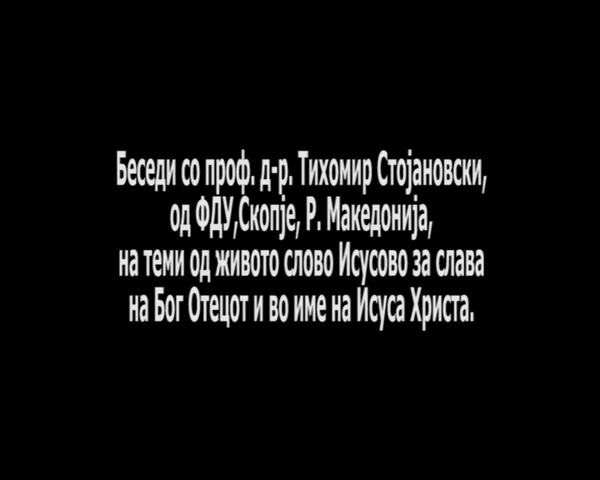 Беседи со проф. д-р. Тихомир Стојановски,
од ФДУ,Скопје, Р. Македонија,
на теми од живото слово Исусово за слава
на Бог Отецот и во име на Исуса Христа.